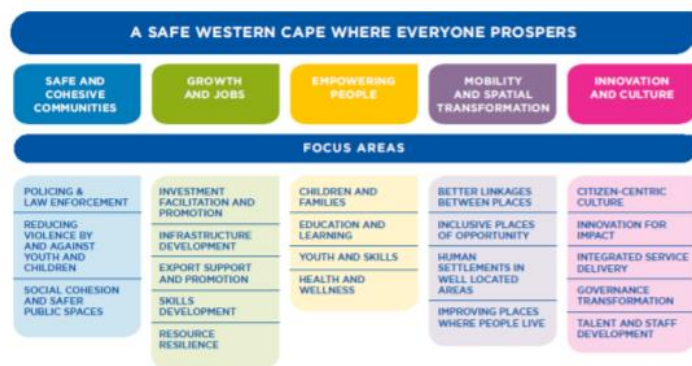 A SAFE WESTERN CAPE WHERE EVERYONE PROSPERS
SAFE AND
COHESIVE
COMMUNITIES
GROWTH
AND JOBS
EMPOWERING
PEOPLE
MOBILITY
AND SPATIAL
TRANSFORMATION
INNOVATION
AND CULTURE
FOCUS AREAS
POLICING &
LAW ENFORCEMENT
REDUCING
VIOLENCE BY
AND AGAINST
YOUTH AND
CHILDREN
SOCIAL COHESION
AND SAFER
PUBLIC SPACES
INVESTMENT
FACILITATION AND
PROMOTION
INFRASTRUCTURE
DEVELOPMENT
EXPORT SUPPORT
AND PROMOTION
SKILLS
DEVELOPMENT
RESOURCE
RESILIENCE
CHILDREN AND
FAMILIES
EDUCATION AND
LEARNING
YOUTH AND SKILLS
HEALTH AND
WELLNESS
BETTER LINKAGES
BETWEEN PLACES
INCLUSIVE PLACES
OF OPPORTUNITY
HUMAN
SETTLEMENTS IN
WELL LOCATED
AREAS
IMPROVING PLACES
WHERE PEOPLE LIVE
CITIZEN-CENTRIC
CULTURE
INNOVATION FOR
IMPACT
INTEGRATED SERVICE
DELIVERY
GOVERNANCE
TRANSFORMATION
TALENT AND STAFF
DEVELOPMENT